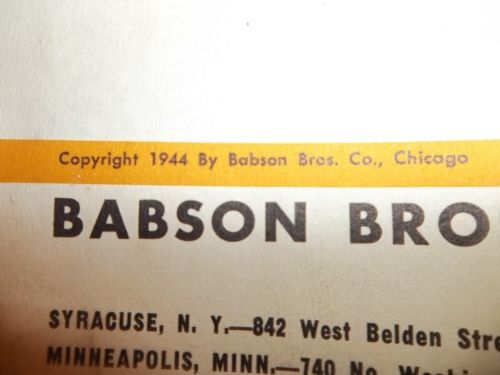 Copyright 1944 By Babson Bros. Co., Chicago
BABSON BRO
SYRACUSE, N. Y.—842 West Belden Stre
MINNEAPOLIS, MINN.—740 No.